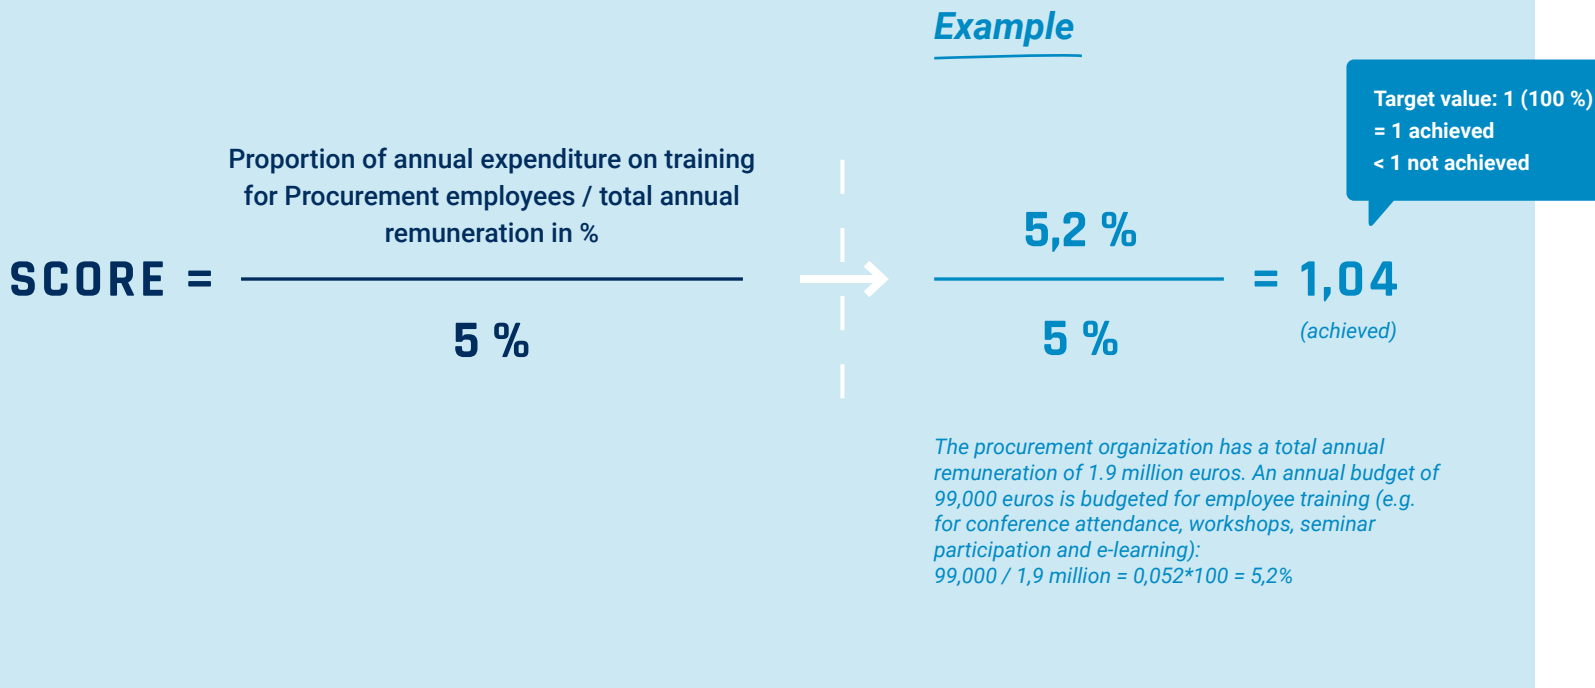 Example
Target value: 1 (100 %)
= 1 achieved
< 1 not achieved
Proportion of annual expenditure on training
for Procurement employees / total annual
remuneration in %
SCORE =
5 %
5,2 %
5 %
= 1,04
(achieved)
The procurement organization has a total annual
remuneration of 1.9 million euros. An annual budget of
99,000 euros is budgeted for employee training (e.g.
for conference attendance, workshops, seminar
participation and e-learning):
99,000 / 1,9 million = 0,052*100 = 5,2%